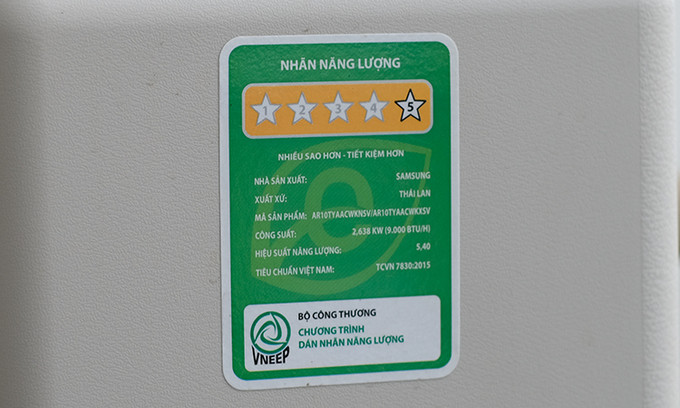 NHÃN NĂNG LƯỢNG
1 2 3 4 5
NHIỀU SAO HƠN - TIẾT KIỆM HƠN
NHÀ SẢN XUẤT: SAMSUNG
XUẤT XỨ: THÁI LAN
MÃ SẢN PHẨM: AR10TYAACWKNSV/AR10TYAACWKXSV
CÔNG SUẤT: 2,638 KW (9.000 BTU/H)
HIỆU SUẤT NĂNG LƯỢNG: 5,40
TIÊU CHUẨN VIỆT NAM: TCVN 7830:2015
BỘ CÔNG THƯƠNG
CHƯƠNG TRÌNH
DÁN NHÃN NĂNG LƯỢNG
VNEEP